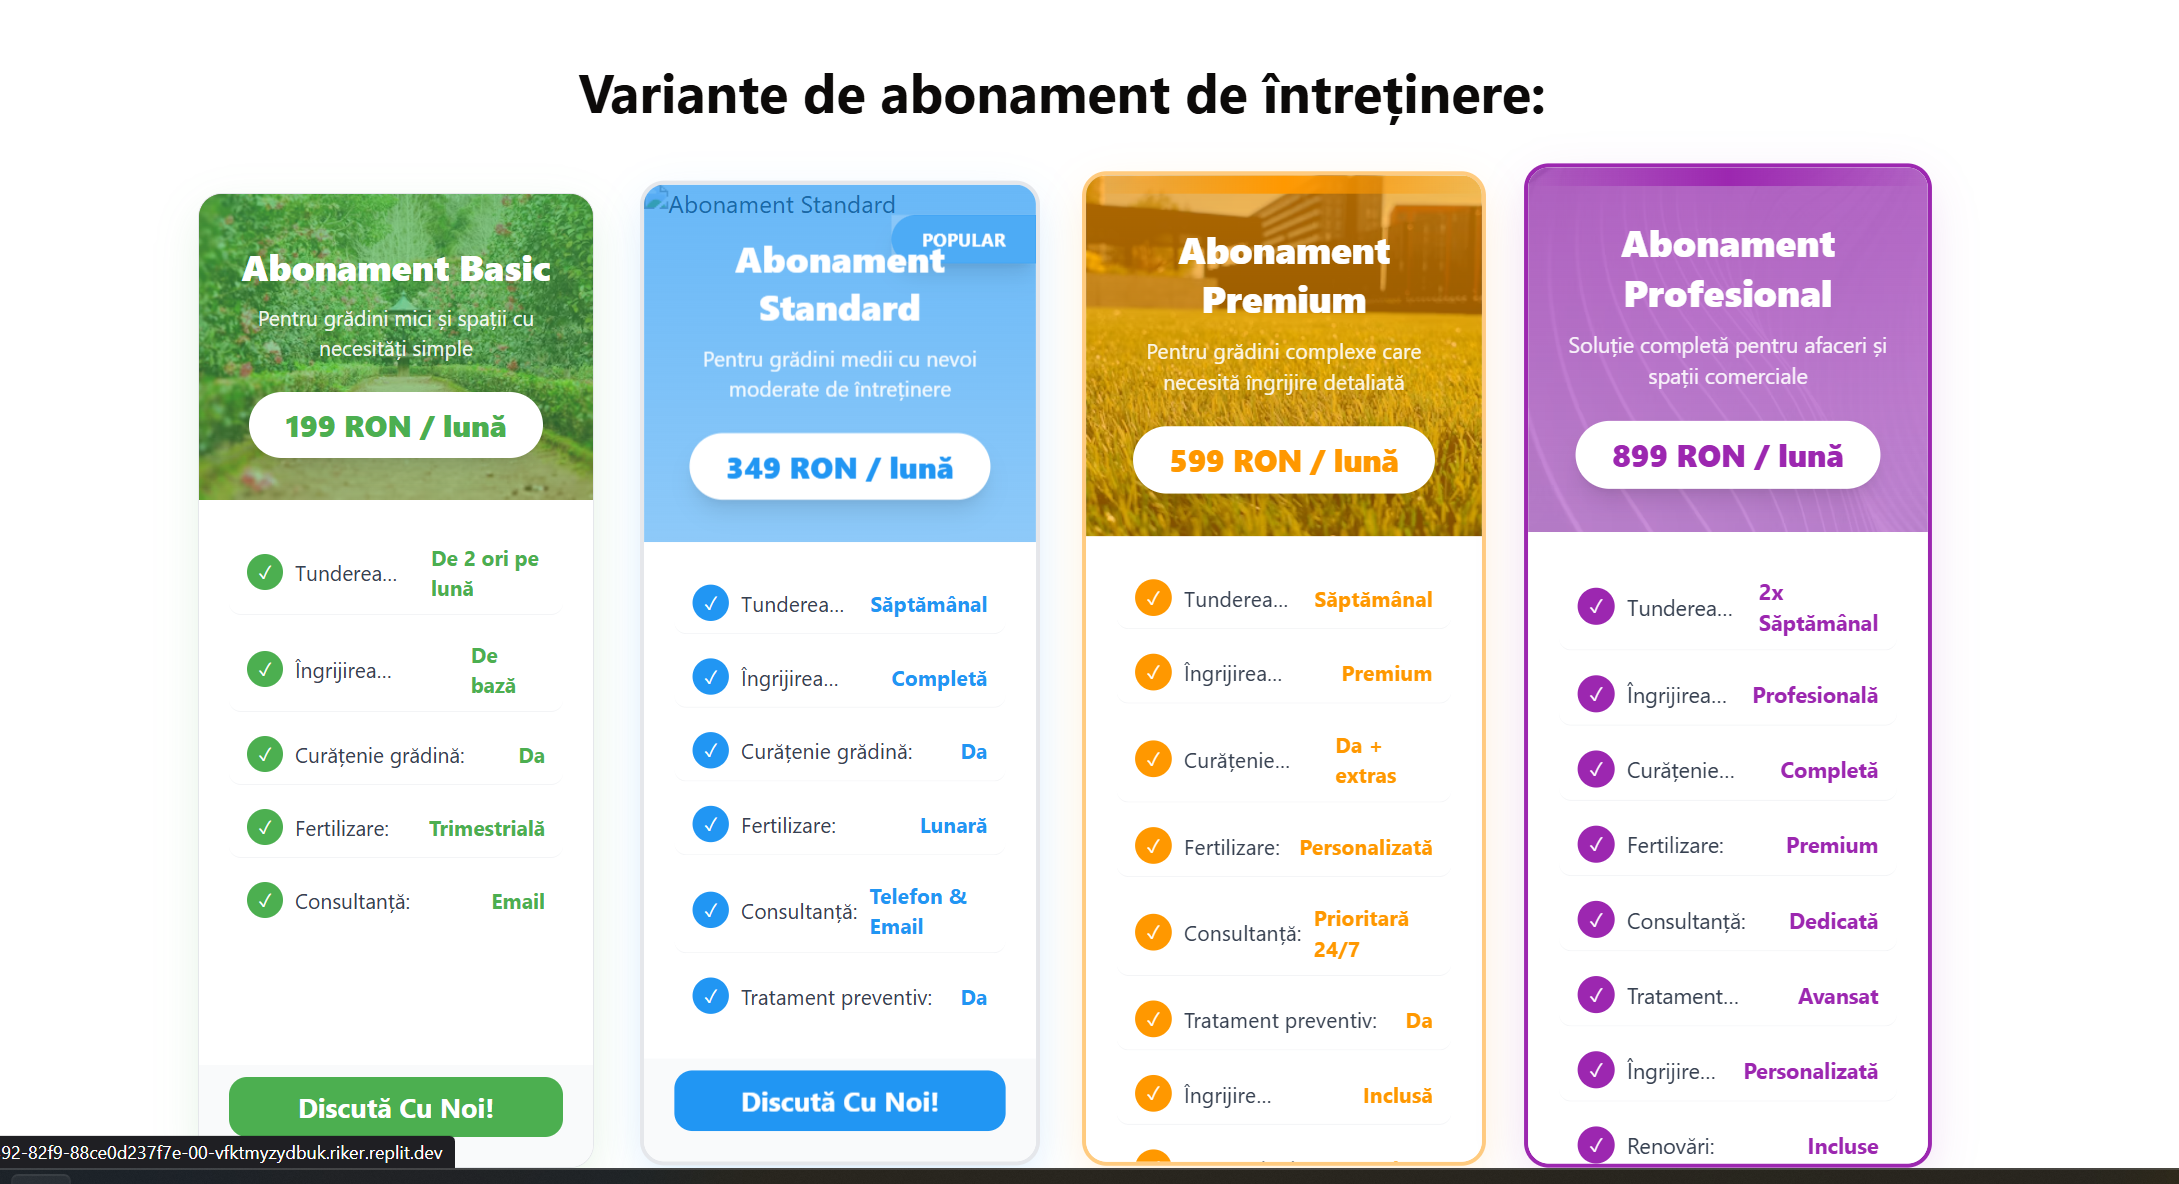 Variante de abonament de întreținere:
Abonament Basic
Pentru grădini mici și spații cu
necesități simple
199 RON / lună
Tunderea...
De 2 ori pe
lună
Îngrijirea...
De
bază
Curățenie grădină:
Da
Fertilizare:
Trimestrială
Consultanță:
Email
Discută Cu Noi!
Abonament Standard
POPULAR
Abonament
Standard
Pentru grădini medii cu nevoi
moderate de întreținere
349 RON / lună
Tunderea...
Săptămânal
Îngrijirea...
Completă
Curățenie grădină:
Da
Fertilizare:
Lunară
Consultanță:
Telefon &
Email
Tratament preventiv:
Da
Discută Cu Noi!
Abonament
Premium
Pentru grădini complexe care
necesită îngrijire detaliată
599 RON / lună
Tunderea...
Săptămânal
Îngrijirea...
Premium
Curățenie...
Da +
extras
Fertilizare:
Personalizată
Consultanță:
Prioritară
24/7
Tratament preventiv:
Da
Îngrijire...
Inclusă
Abonament
Profesional
Soluție completă pentru afaceri și
spații comerciale
899 RON / lună
Tunderea...
2x
Săptămânal
Îngrijirea...
Profesională
Curățenie...
Completă
Fertilizare:
Premium
Consultanță:
Dedicată
Tratament...
Avansat
Îngrijire...
Personalizată
Renovări:
Incluse
92-82f9-88ce0d237f7e-00-vfktmyzydbuk.riker.replit.dev